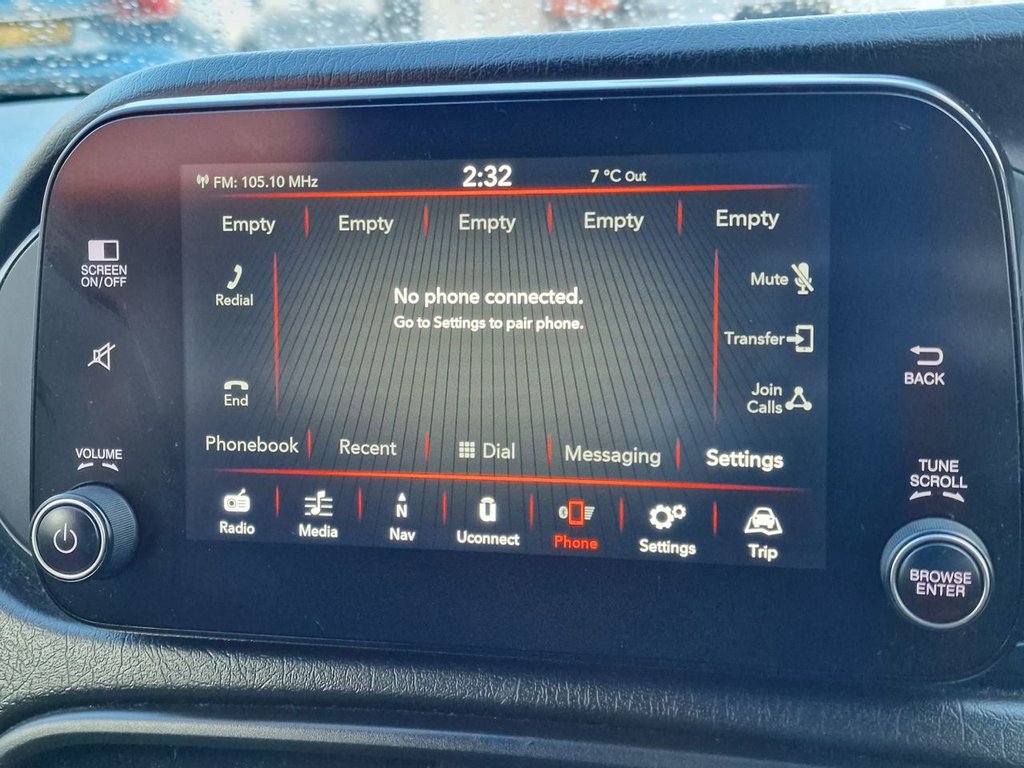 FM: 105.10 MHz 2:32 7 °C Out
Empty Empty Empty Empty Empty
SCREEN
ON/OFF
Redial
No phone connected.
Go to Settings to pair phone.
Mute
Transfer
BACK
End
Join
Calls
Phonebook Recent Dial Messaging Settings
VOLUME
TUNE
SCROLL
Radio Media N Nav Uconnect Phone Settings Trip
BROWSE
ENTER